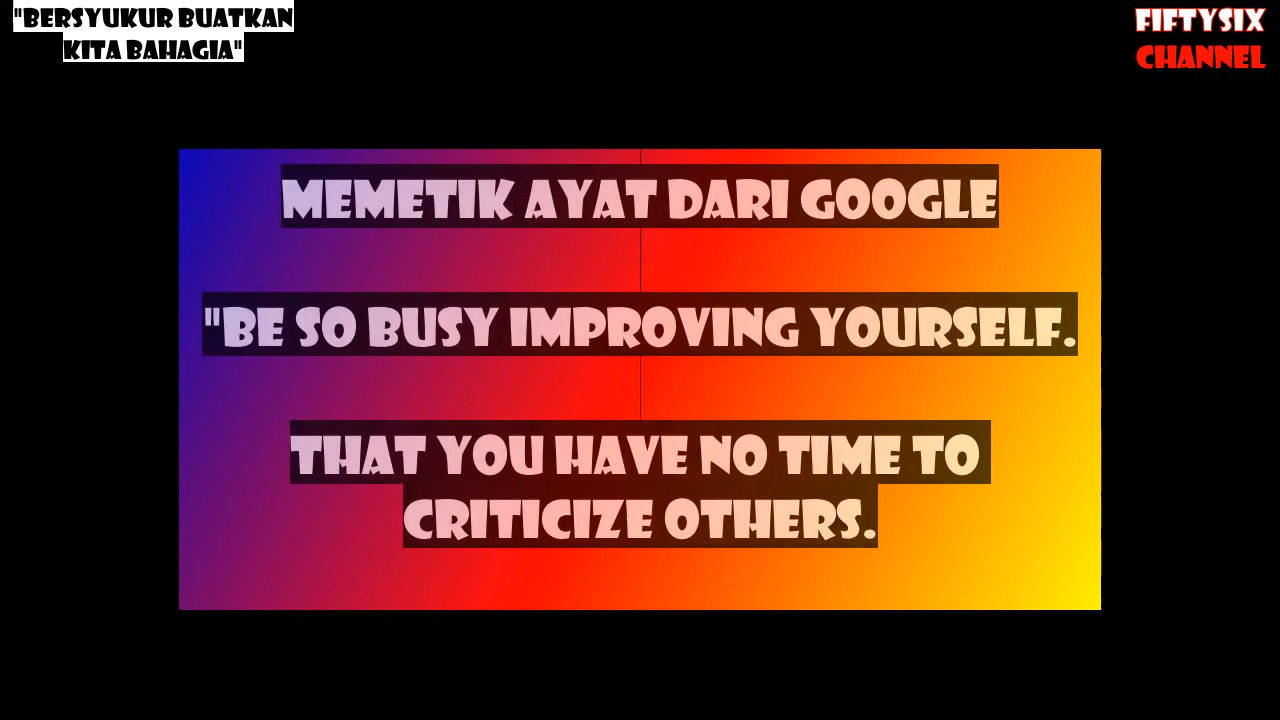 "BERSYUKUR BUATKAN
KITA BAHAGIA"
FIFTYSIX
CHANNEL
MEMETIK AYAT DARI GOOGLE
"BE SO BUSY IMPROVING YOURSELF.
THAT YOU HAVE NO TIME TO
CRITICIZE OTHERS.